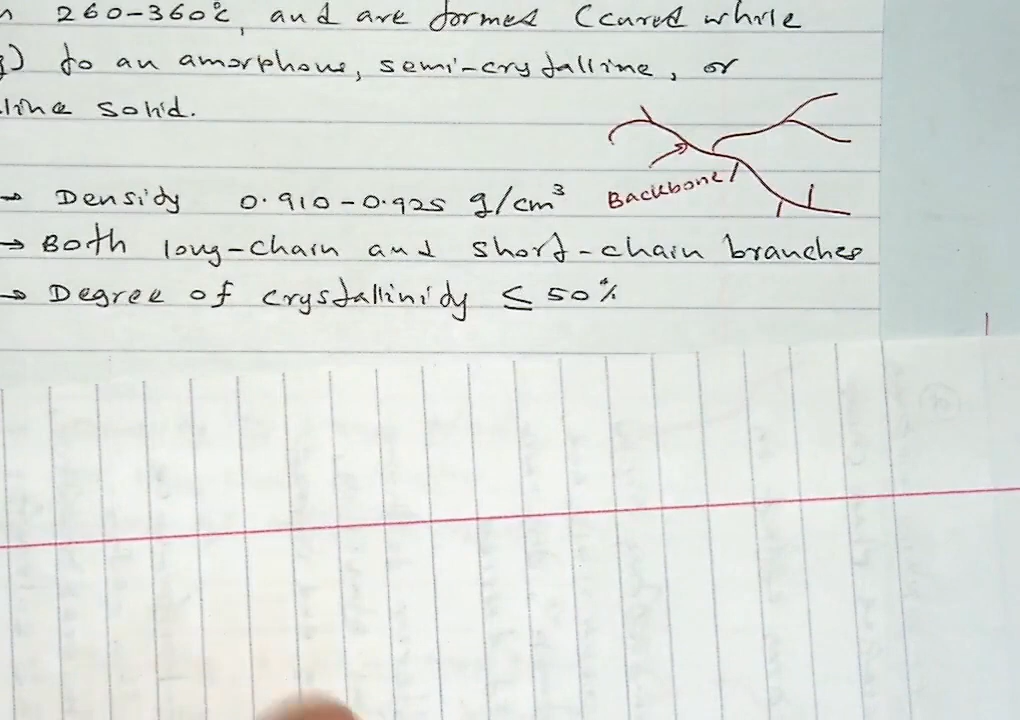 260-360°C, and are formed (cured while
to an amorphous, semi-crystalline, or
line solid.
Backbone
→ Density 0.910-0.925 g/cm³
→ Both long-chain and short-chain branches
→ Degree of crystallinity ≤ 50%